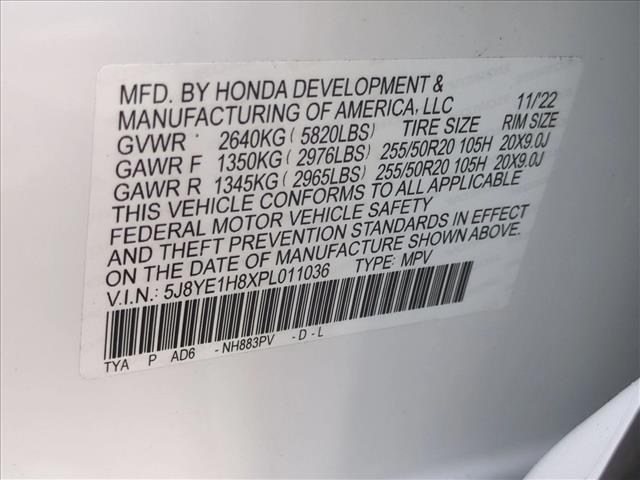 MFD. BY HONDA DEVELOPMENT &
MANUFACTURING OF AMERICA, LLC 11/'22
GVWR 2640KG ( 5820LBS) TIRE SIZE RIM SIZE
GAWR F 1350KG ( 2976LBS) 255/50R20 105H 20X9.0J
GAWR R 1345KG ( 2965LBS) 255/50R20 105H 20X9.0J
THIS VEHICLE CONFORMS TO ALL APPLICABLE
FEDERAL MOTOR VEHICLE SAFETY
AND THEFT PREVENTION STANDARDS IN EFFECT
ON THE DATE OF MANUFACTURE SHOWN ABOVE.
V.I.N.: 5J8YE1H8XPL011036 TYPE: MPV
TYA P AD6 - NH883PV - D - L